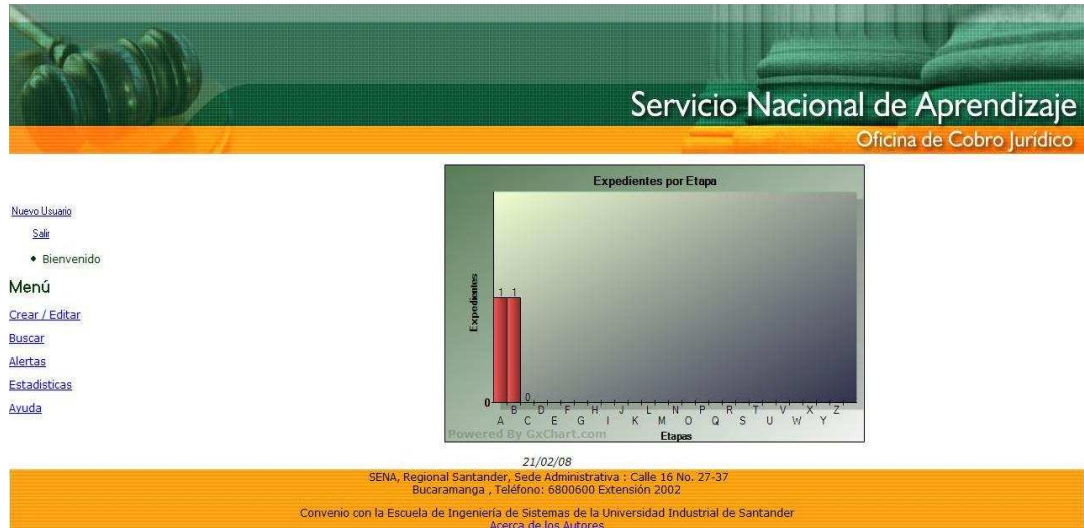 Servicio Nacional de Aprendizaje
Oficina de Cobro Jurídico
Nuevo Usuario
Salir
Bienvenido
Menú
Crear / Editar
Buscar
Alertas
Estadisticas
Ayuda
Expedientes por Etapa
Expedientes
1 1
0
0
B D F H J L N P R T V X Z
A C E G I K M O Q S U W Y
Powered By GxChart.com
Etapas
21/02/08
SENA, Regional Santander, Sede Administrativa : Calle 16 No. 27-37
Bucaramanga , Teléfono: 6800600 Extensión 2002
Convenio con la Escuela de Ingeniería de Sistemas de la Universidad Industrial de Santander
Acerca de los Autores